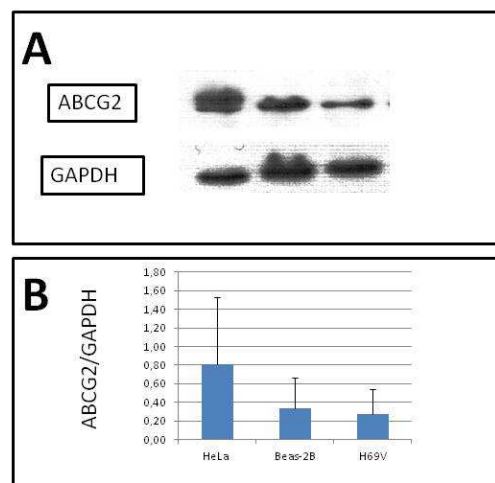 A
ABCG2
GAPDH
B
ABCG2/GAPDH
1,80
1,60
1,40
1,20
1,00
0,80
0,60
0,40
0,20
0,00
HeLa Beas-2B H69V